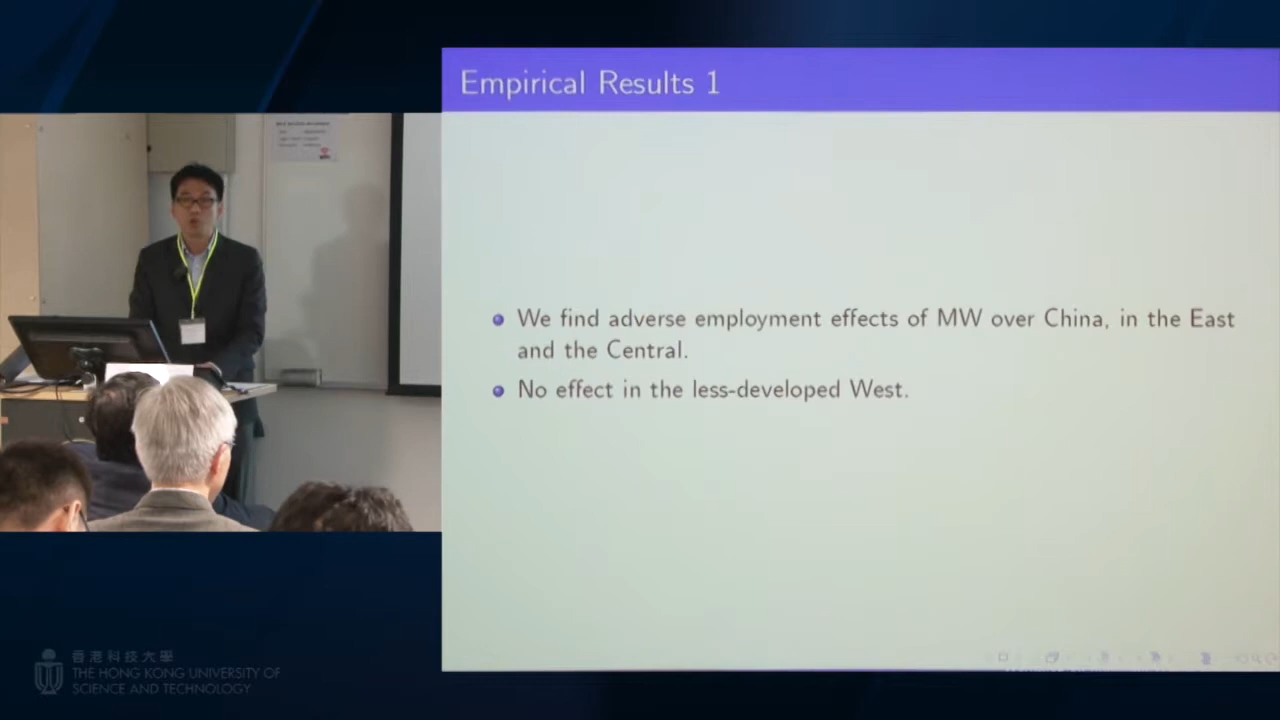 Empirical Results 1
We find adverse employment effects of MW over China, in the East
and the Central.
No effect in the less-developed West.
香港科技大學
THE HONG KONG UNIVERSITY OF
SCIENCE AND TECHNOLOGY